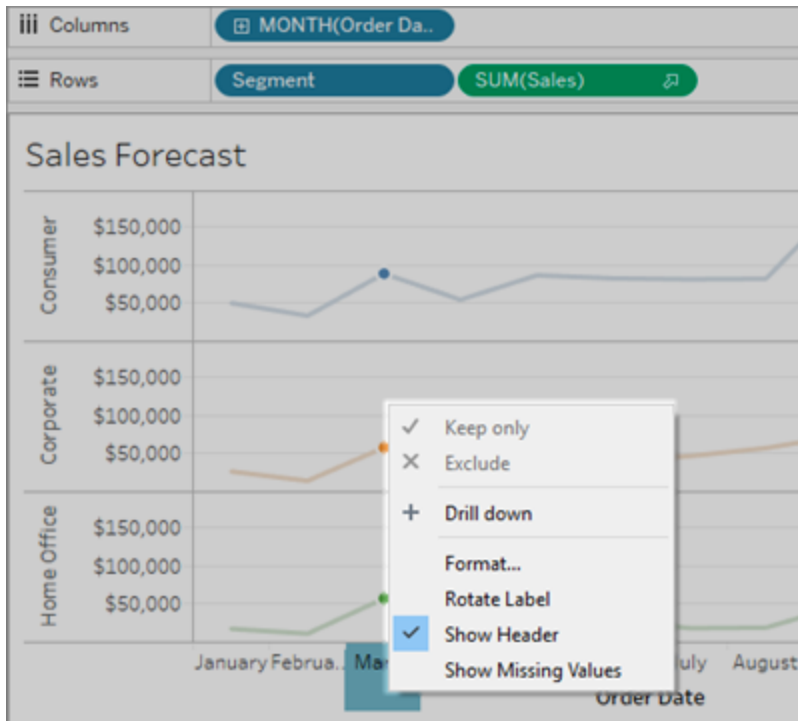 Columns
MONTH(Order Da..
Rows
Segment
SUM(Sales)
Sales Forecast
Consumer
$150,000
$100,000
$50,000
Corporate
$150,000
$100,000
$50,000
Home Office
$150,000
$100,000
$50,000
Keep only
Exclude
Drill down
Format...
Rotate Label
Show Header
Show Missing Values
January Februa.. August
Order Date